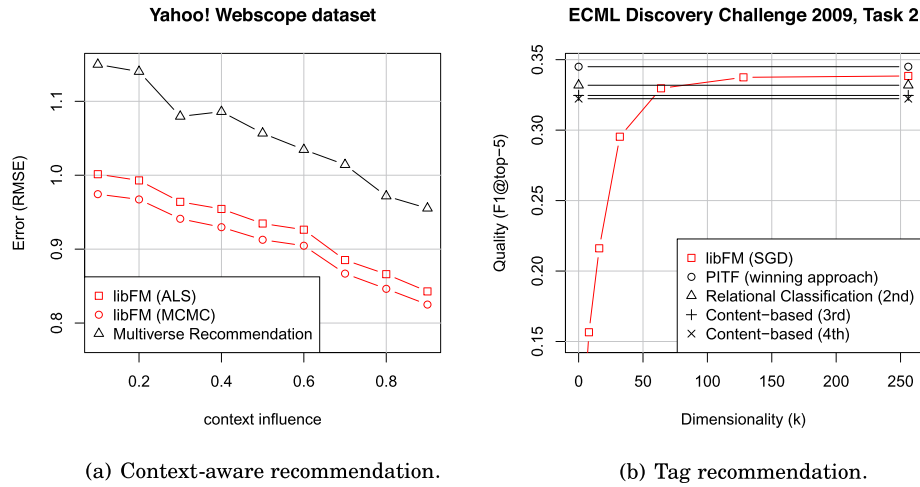 Yahoo! Webscope dataset
Error (RMSE)
1.1
1.0
0.9
0.8
libFM (ALS)
libFM (MCMC)
Multiverse Recommendation
0.2
0.4
0.6
0.8
context influence
(a) Context-aware recommendation.
ECML Discovery Challenge 2009, Task 2
Quality (F1@top−5)
0.35
0.30
0.25
0.20
0.15
libFM (SGD)
PITF (winning approach)
Relational Classification (2nd)
Content−based (3rd)
Content−based (4th)
0
50
100
150
200
250
Dimensionality (k)
(b) Tag recommendation.